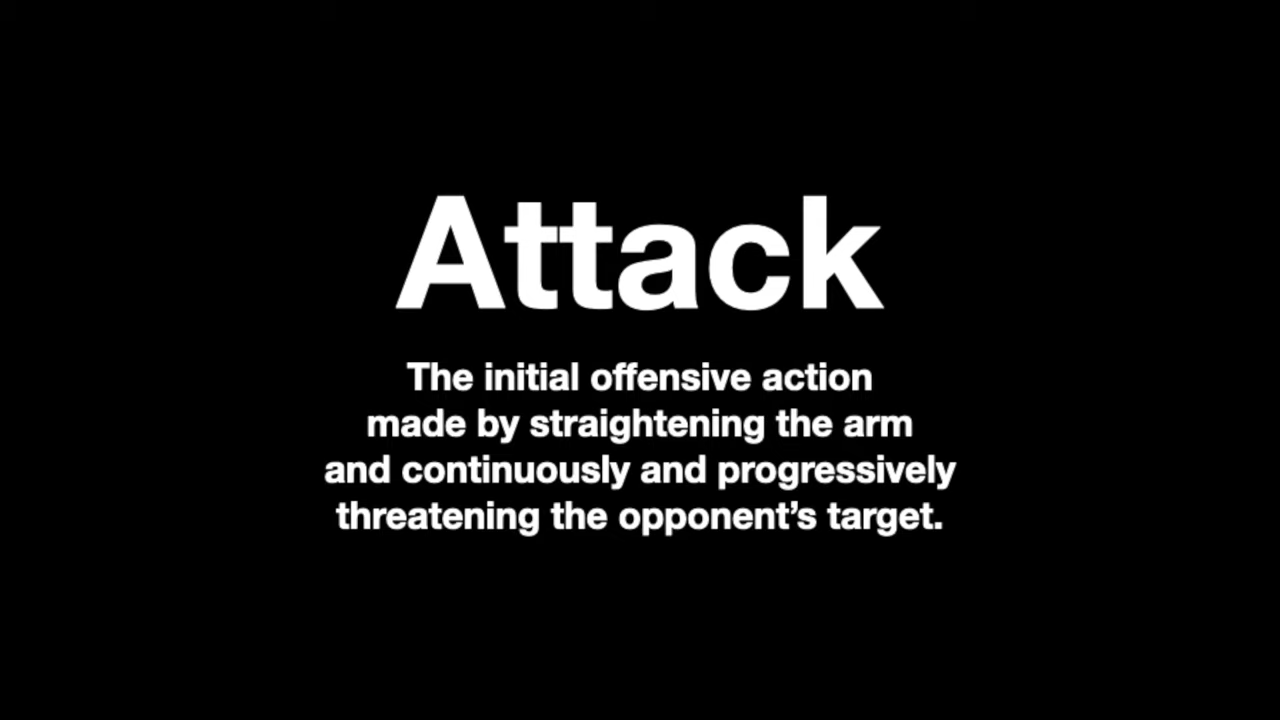 Attack
The initial offensive action
made by straightening the arm
and continuously and progressively
threatening the opponent’s target.